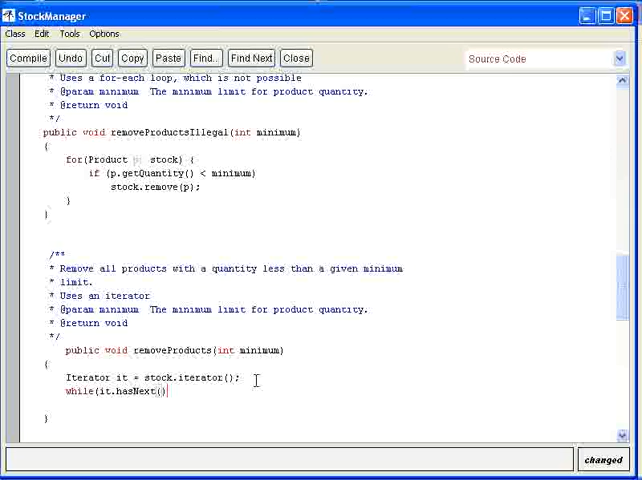 StockManager
Class Edit Tools Options
Compile Undo Cut Copy Paste Find... Find Next Close Source Code
* Uses a for-each loop, which is not possible
* @param minimum The minimum limit for product quantity.
* @return void
*/
public void removeProductsIllegal(int minimum)
{
for(Product p: stock) {
if (p.getQuantity() < minimum)
stock.remove(p);
}
}
/**
* Remove all products with a quantity less than a given minimum
* limit.
* Uses an iterator
* @param minimum The minimum limit for product quantity.
* @return void
*/
public void removeProducts(int minimum)
{
Iterator it = stock.iterator();
while(it.hasNext()
}
changed